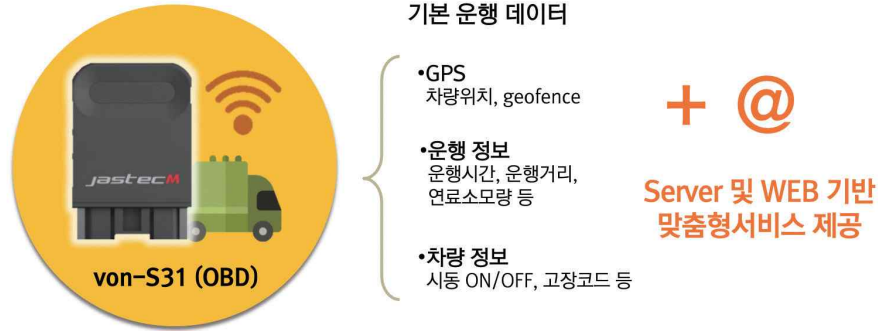 기본 운행 데이터
jastecM
von-S31 (OBD)
•GPS
차량위치, geofence
•운행 정보
운행시간, 운행거리,
연료소모량 등
•차량 정보
시동 ON/OFF, 고장코드 등
+ @
Server 및 WEB 기반
맞춤형서비스 제공